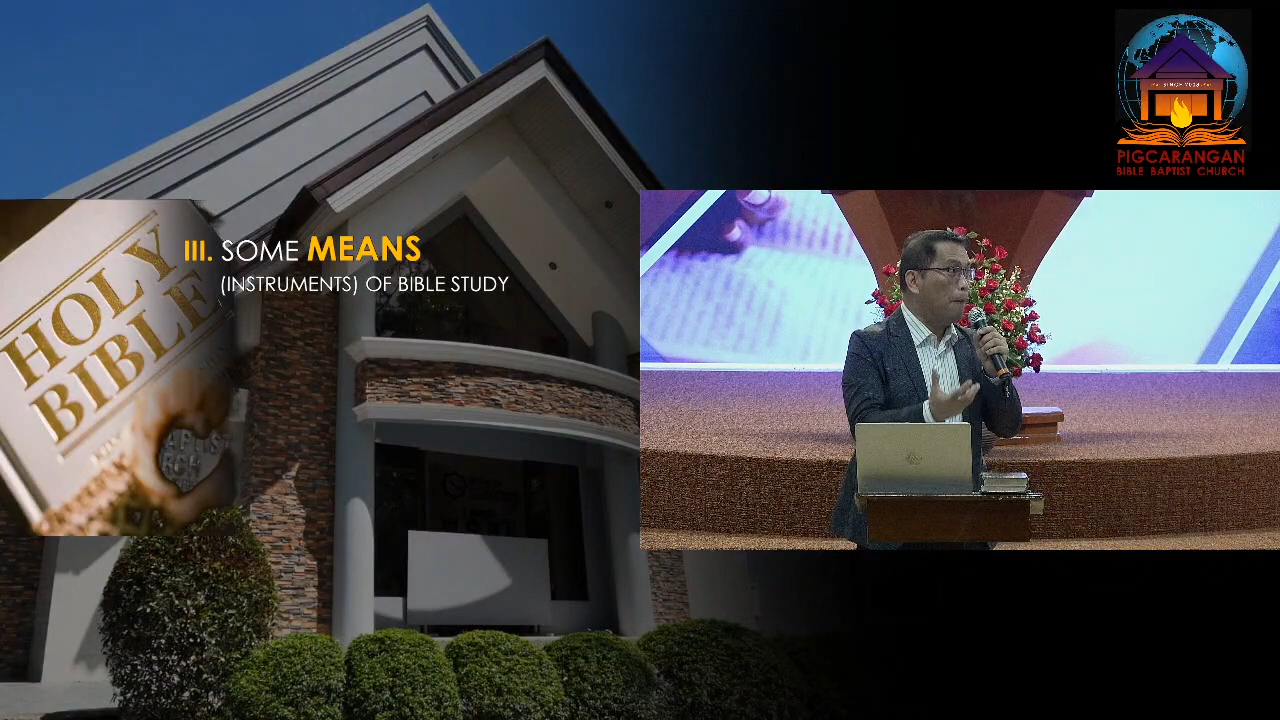 HOLY
BIBLE
III. SOME MEANS
(INSTRUMENTS) OF BIBLE STUDY
PIGCARANGAN
BIBLE BAPTIST CHURCH